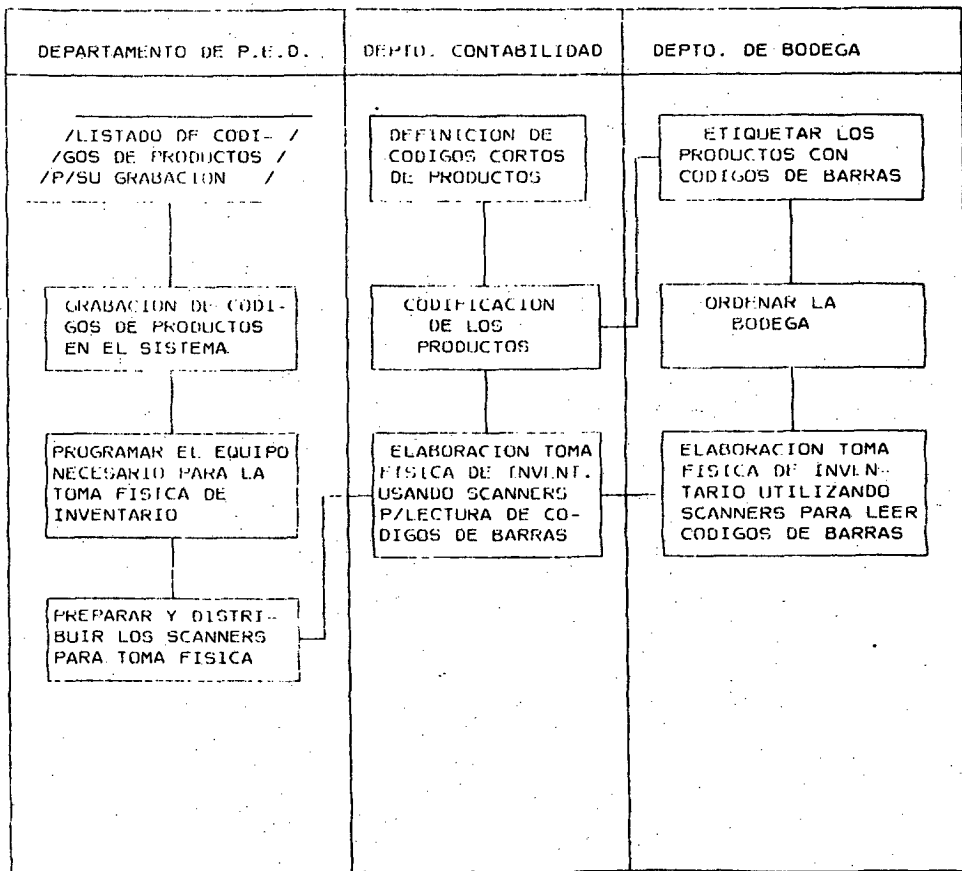 DEPARTAMENTO DE P.E.D.
DEPTO. CONTABILIDAD
DEPTO. DE BODEGA
/LISTADO DE CODI- /
/GOS DE PRODUCTOS /
/P/SU GRABACION /
GRABACION DE CODI-
GOS DE PRODUCTOS
EN EL SISTEMA
PROGRAMAR EL EQUIPO
NECESARIO PARA LA
TOMA FISICA DE
INVENTARIO
PREPARAR Y DISTRI-
BUIR LOS SCANNERS
PARA TOMA FISICA
DEFINICION DE
CODIGOS CORTOS
DE PRODUCTOS
CODIFICACION
DE LOS
PRODUCTOS
ELABORACION TOMA
FISICA DE INVENT.
USANDO SCANNERS
P/LECTURA DE CO-
DIGOS DE BARRAS
ETIQUETAR LOS
PRODUCTOS CON
CODIGOS DE BARRAS
ORDENAR LA
BODEGA
ELABORACION TOMA
FISICA DE INVEN-
TARIO UTILIZANDO
SCANNERS PARA LEER
CODIGOS DE BARRAS